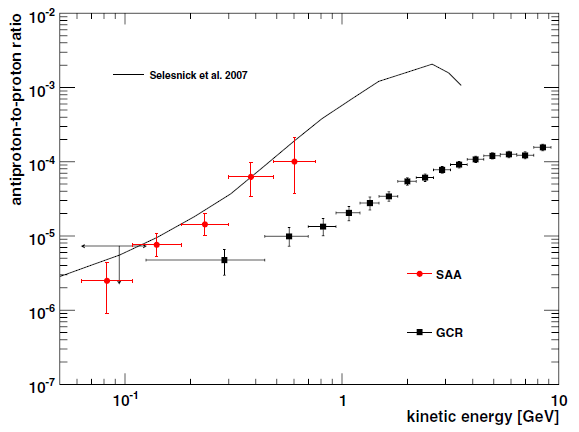 antiproton-to-proton ratio
10-2
10-3
10-4
10-5
10-6
10-7
Selesnick et al. 2007
SAA
GCR
10-1
1
10
kinetic energy [GeV]